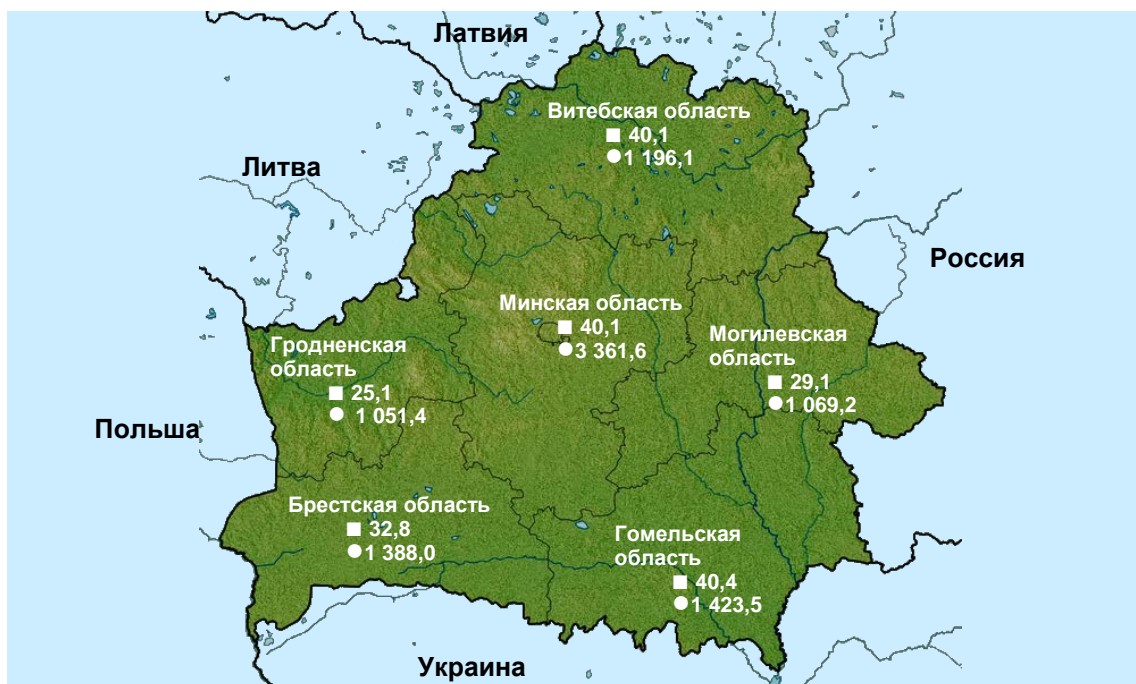 Латвия
Витебская область
40,1
1 196,1
Литва
Россия
Минская область
40,1
3 361,6
Могилевская
область
29,1
1 069,2
Гродненская
область
25,1
1 051,4
Польша
Брестская область
32,8
1 388,0
Гомельская
область
40,4
1 423,5
Украина